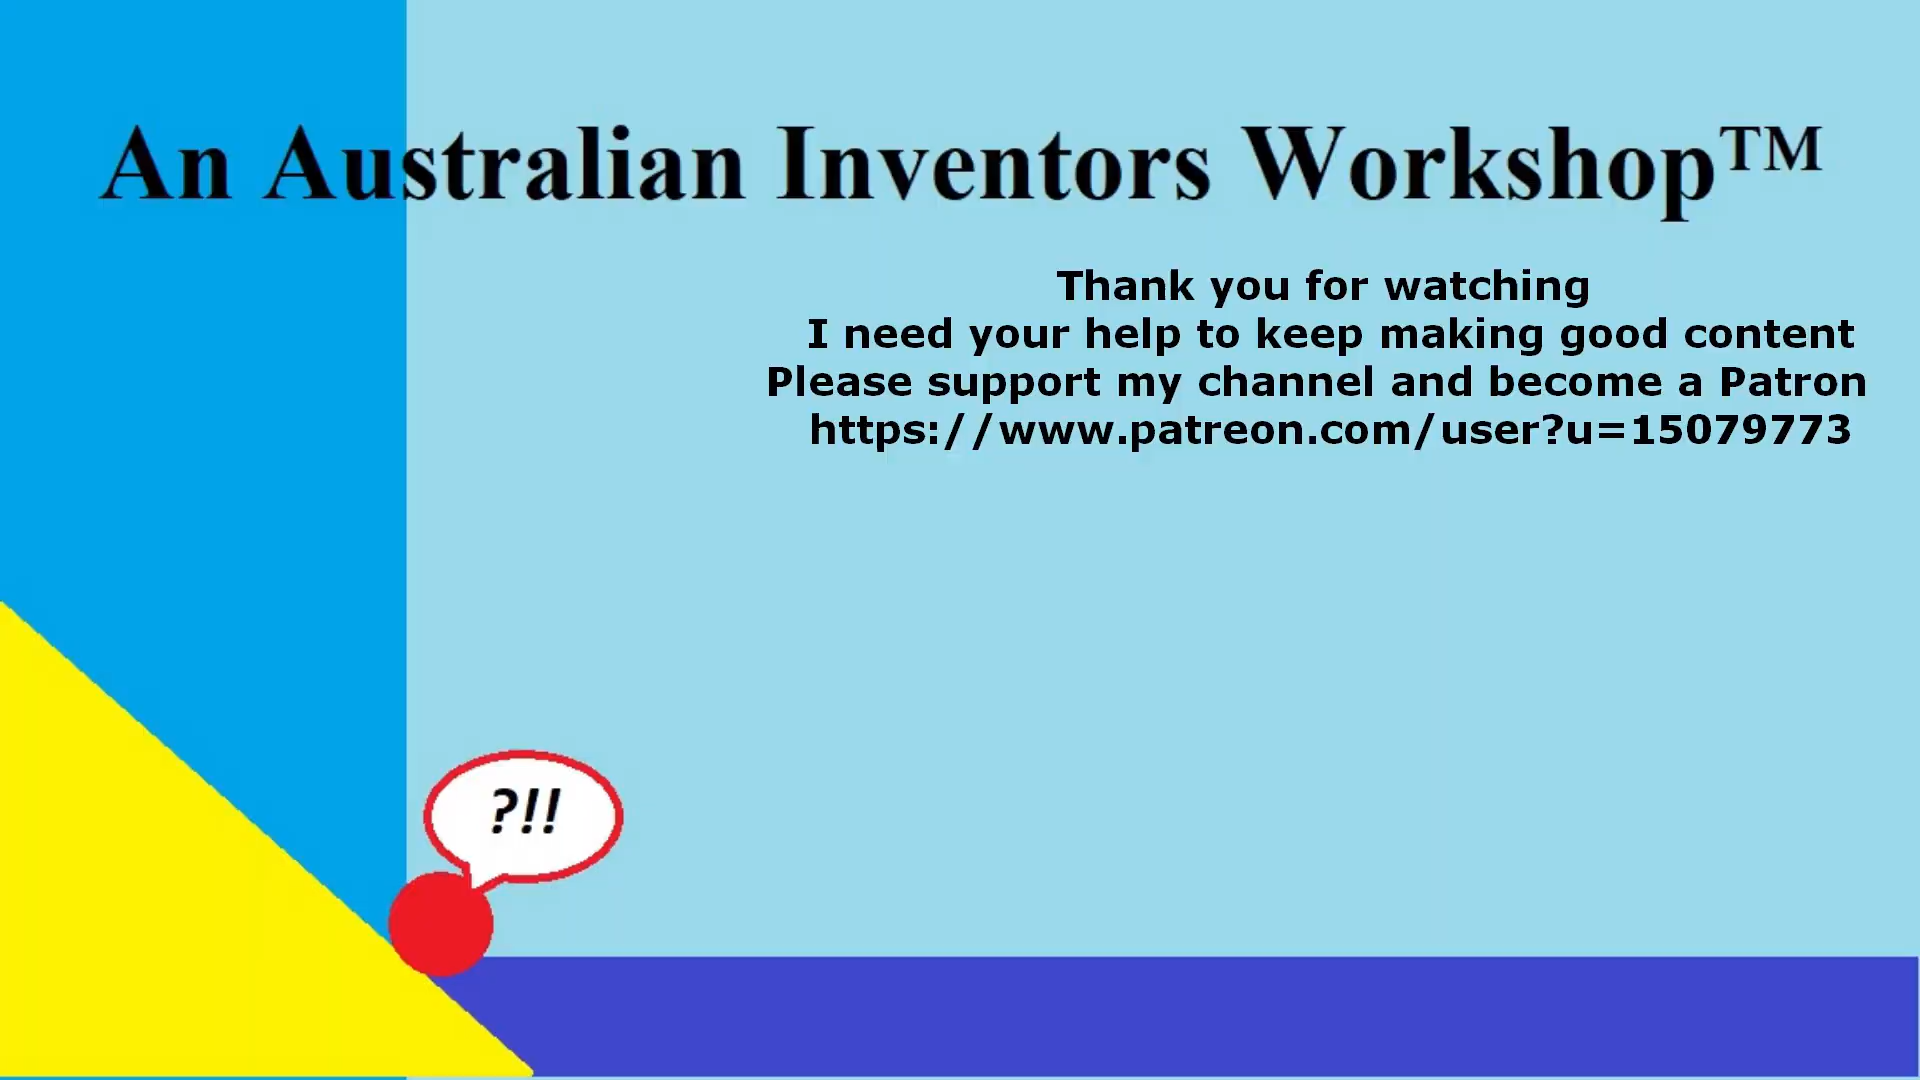 An Australian Inventors Workshop™
Thank you for watching
I need your help to keep making good content
Please support my channel and become a Patron
https://www.patreon.com/user?u=15079773
?!!